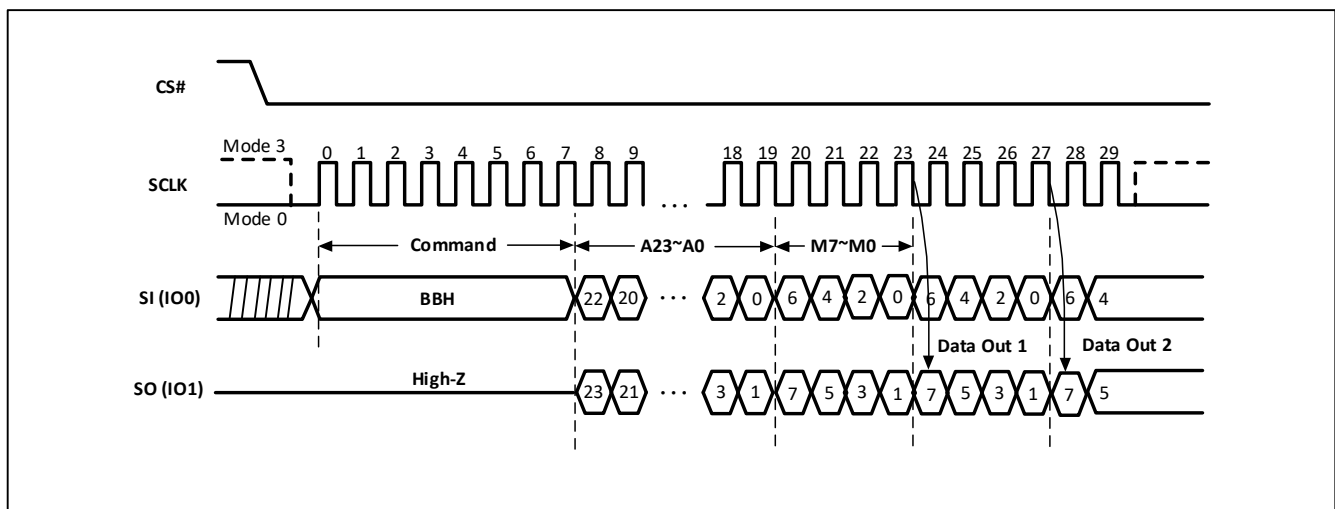 CS#
Mode 3
0 1 2 3 4 5 6 7 8 9 18 19 20 21 22 23 24 25 26 27 28 29
SCLK
. . .
Mode 0
Command A23~A0 M7~M0
SI (IO0) BBH 22 20 . . . 2 0 6 4 2 0 6 4 2 0 6 4
Data Out 1 Data Out 2
High-Z
SO (IO1) 23 21 . . . 3 1 7 5 3 1 7 5 3 1 7 5